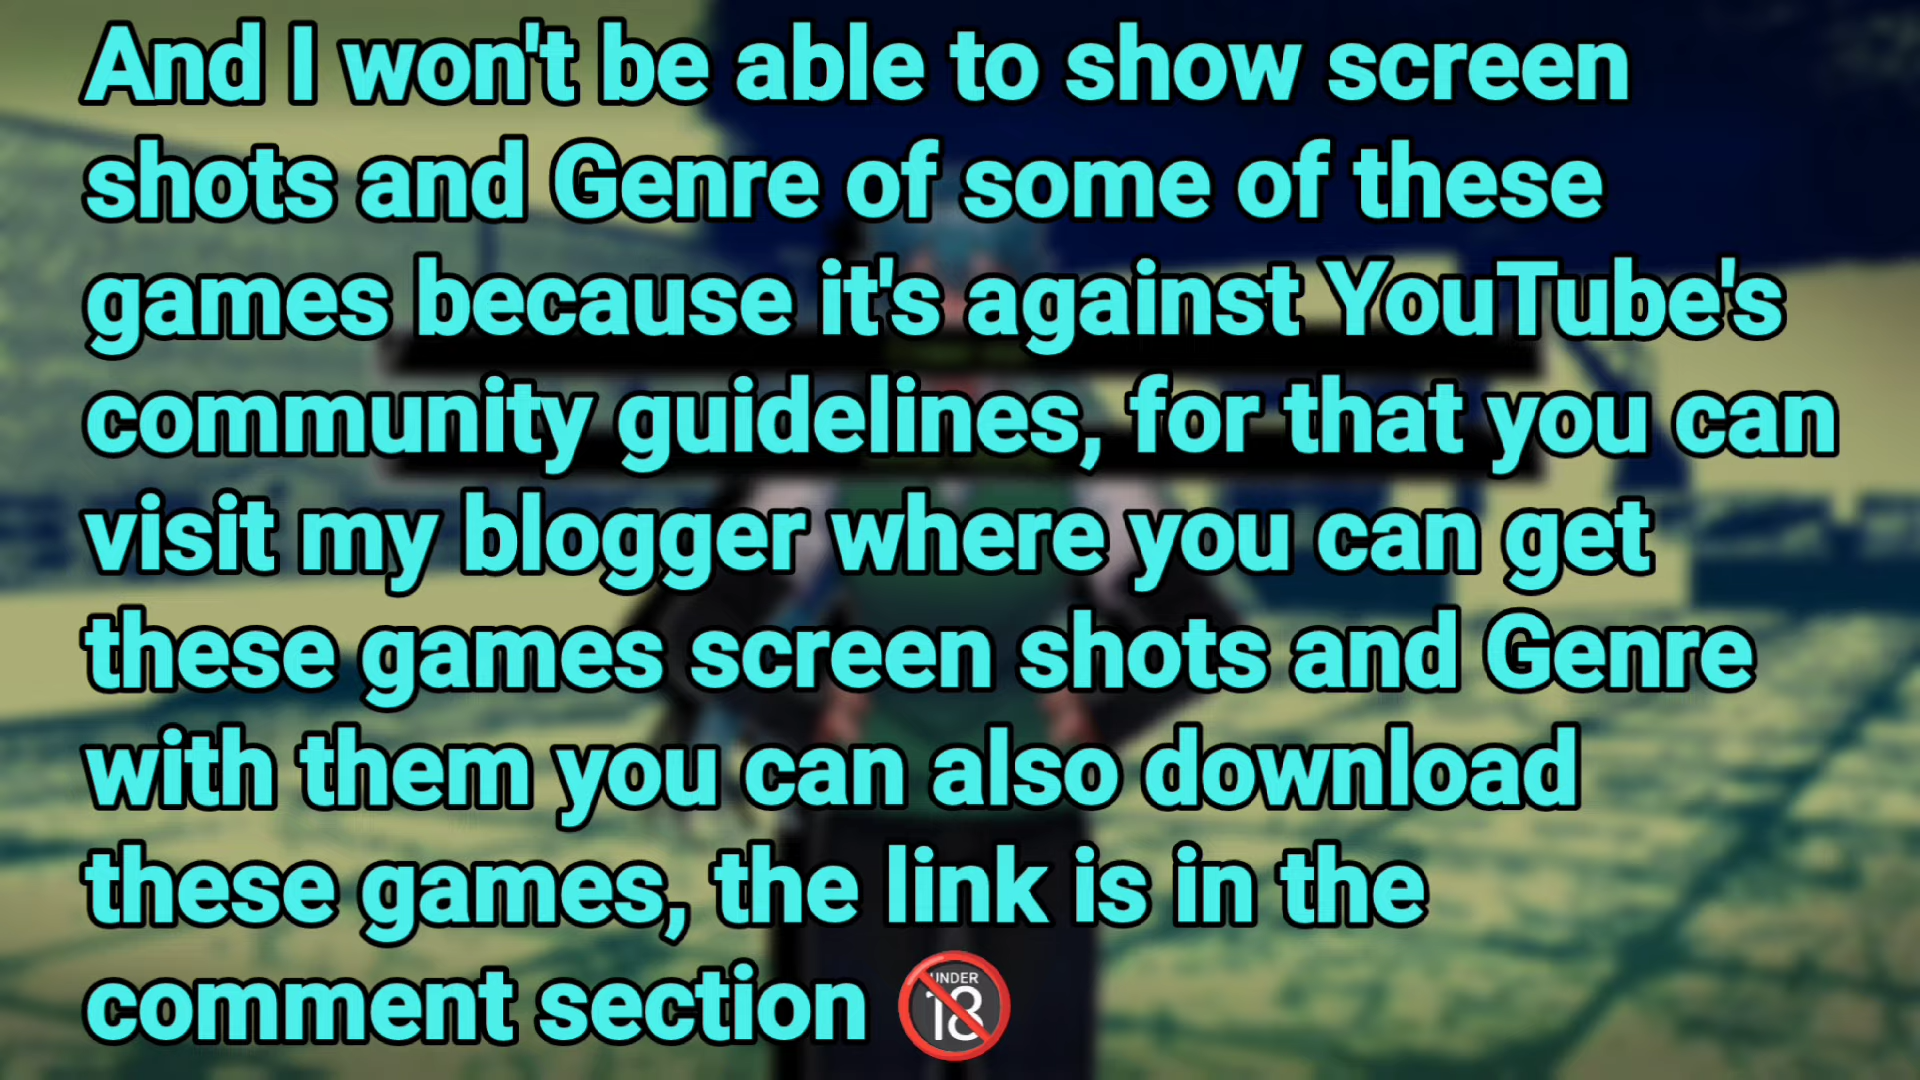 And I won't be able to show screen
shots and Genre of some of these
games because it's against YouTube's
community guidelines, for that you can
visit my blogger where you can get
these games screen shots and Genre
with them you can also download
these games, the link is in the
comment section
UNDER
18